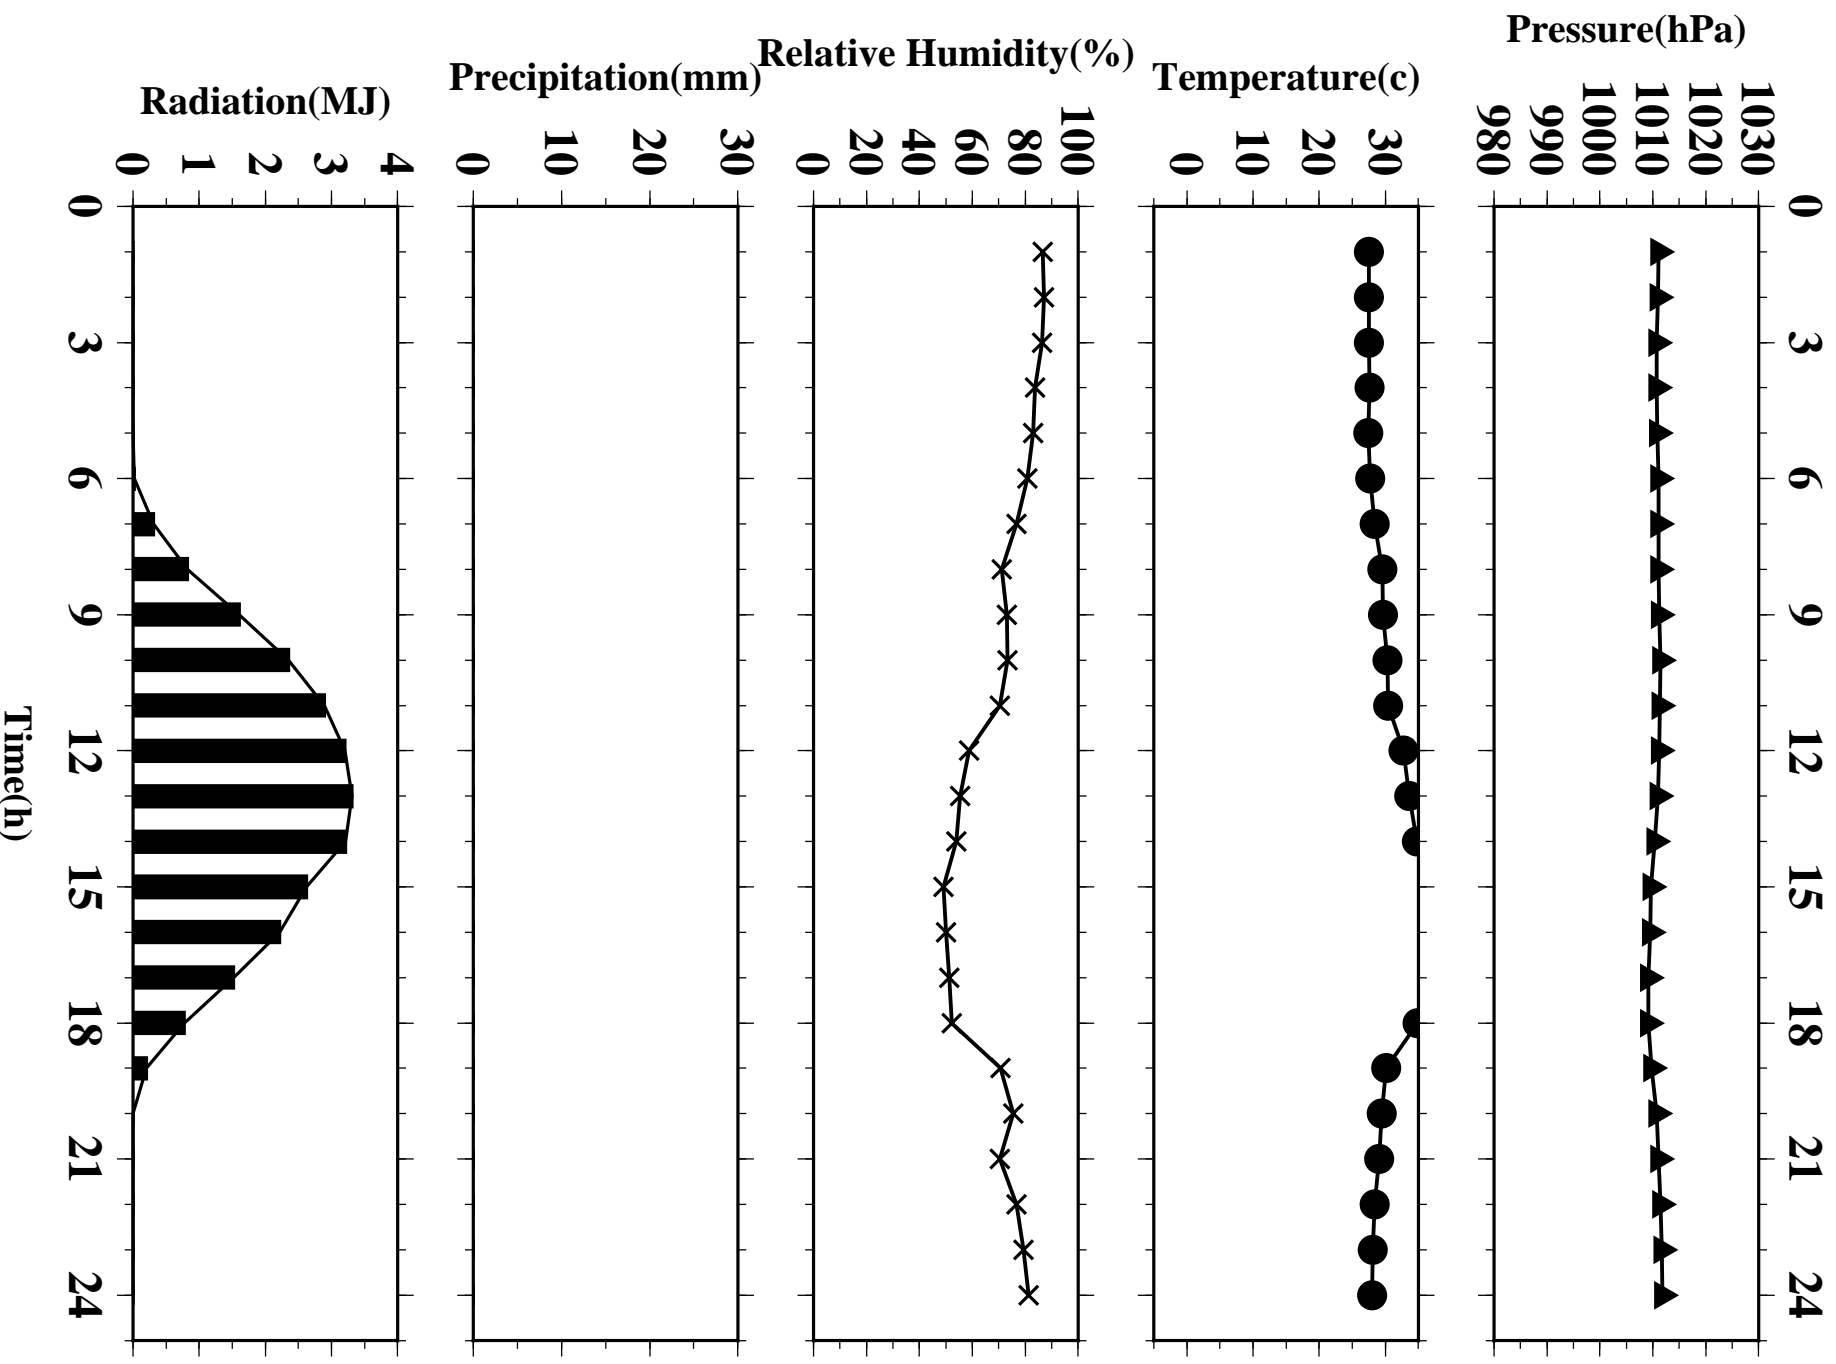 Pressure(hPa)
980 990 1000 1010 1020 1030
Temperature(c)
0 10 20 30
Relative Humidity(%)
0 20 40 60 80 100
Precipitation(mm)
0 10 20 30
Radiation(MJ)
0 1 2 3 4
0 3 6 9 12 15 18 21 24
0 3 6 9 12 15 18 21 24
Time(h)